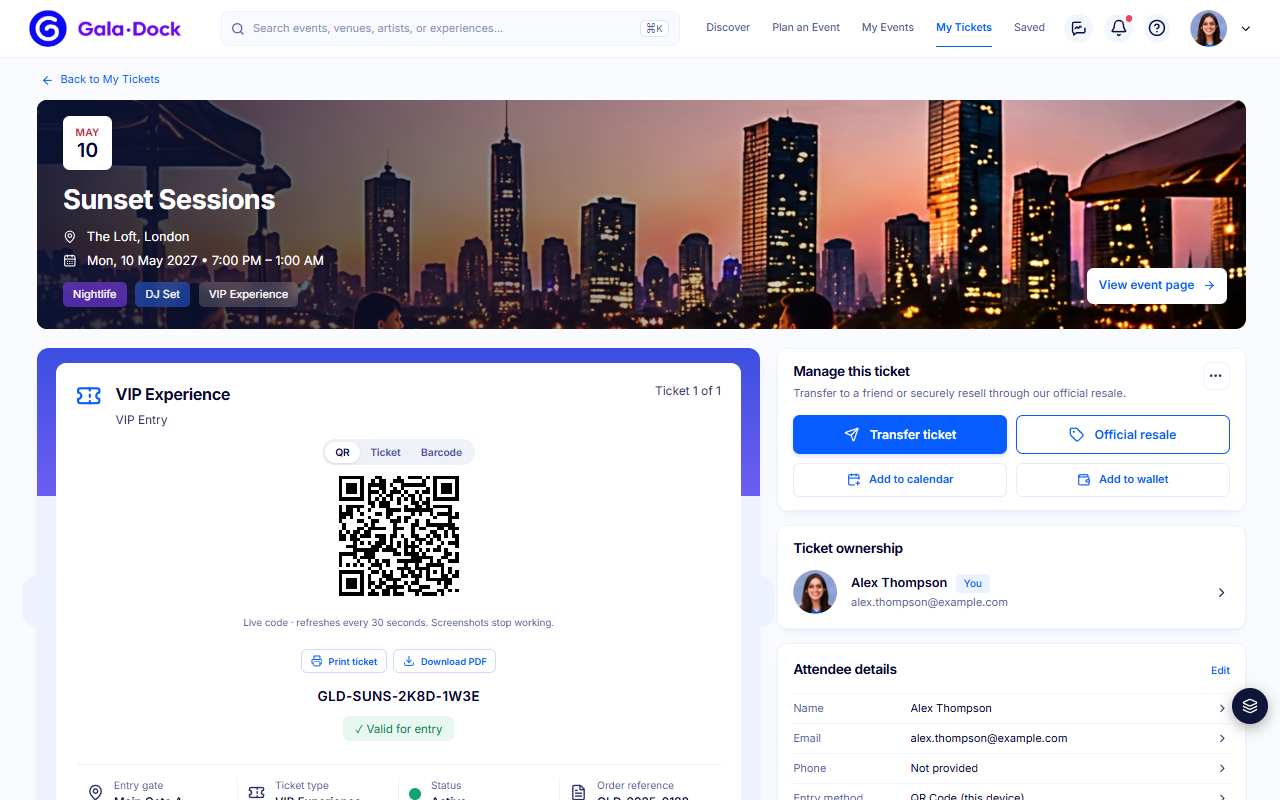 Gala·Dock
Search events, venues, artists, or experiences...
⌘K
Discover
Plan an Event
My Events
My Tickets
Saved
Back to My Tickets
MAY
10
Sunset Sessions
The Loft, London
Mon, 10 May 2027 • 7:00 PM – 1:00 AM
Nightlife
DJ Set
VIP Experience
View event page
VIP Experience
Ticket 1 of 1
VIP Entry
QR
Ticket
Barcode
Live code · refreshes every 30 seconds. Screenshots stop working.
Print ticket
Download PDF
GLD-SUNS-2K8D-1W3E
✓ Valid for entry
Entry gate
Main Gate A
Ticket type
VIP Experience
Status
Active
Order reference
Manage this ticket
Transfer to a friend or securely resell through our official resale.
Transfer ticket
Official resale
Add to calendar
Add to wallet
Ticket ownership
Alex Thompson
You
alex.thompson@example.com
Attendee details
Edit
Name
Alex Thompson
Email
alex.thompson@example.com
Phone
Not provided
Entry method
QR Code (this device)